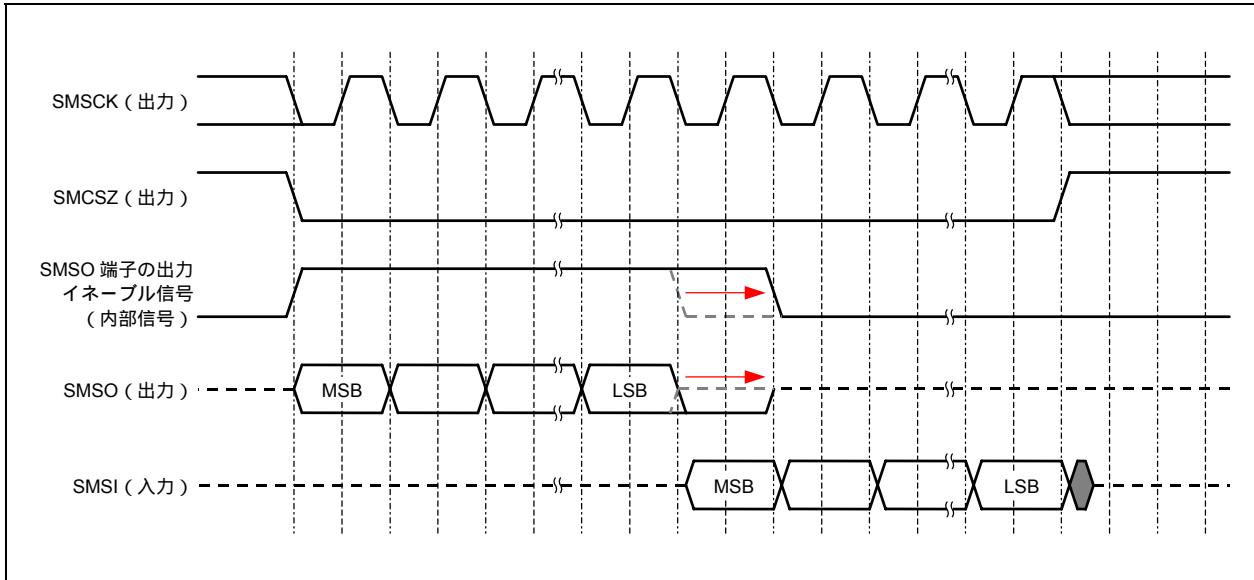 SMSCK（出力）
SMCSZ（出力）
SMSO 端子の出力
イネーブル信号
（内部信号）
SMSO（出力）
MSB
LSB
SMSI（入力）
MSB
LSB